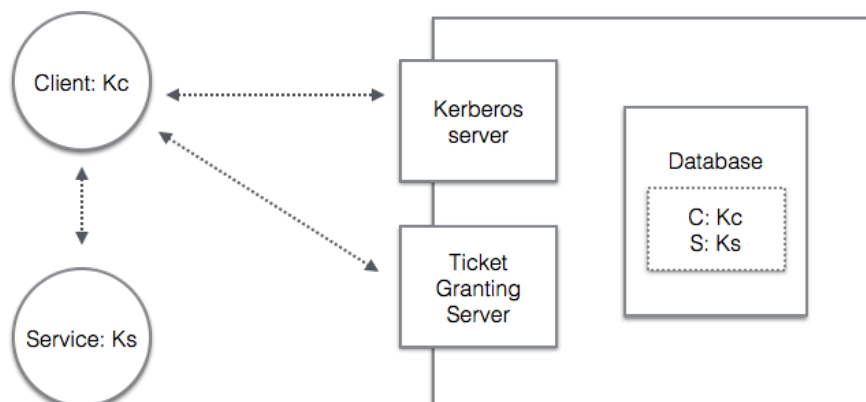 Client: Kc
Kerberos
server
Database
C: Kc
S: Ks
Ticket
Granting
Server
Service: Ks